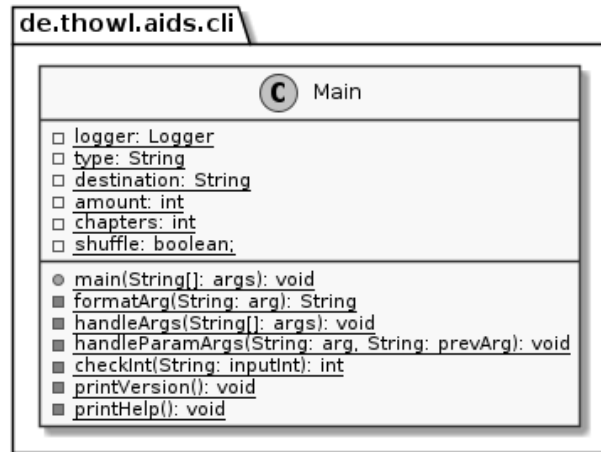 de.thowl.aids.cli
C Main
logger: Logger
type: String
destination: String
amount: int
chapters: int
shuffle: boolean;
main(String[]: args): void
formatArg(String: arg): String
handleArgs(String[]: args): void
handleParamArgs(String: arg, String: prevArg): void
checkInt(String: inputInt): int
printVersion(): void
printHelp(): void